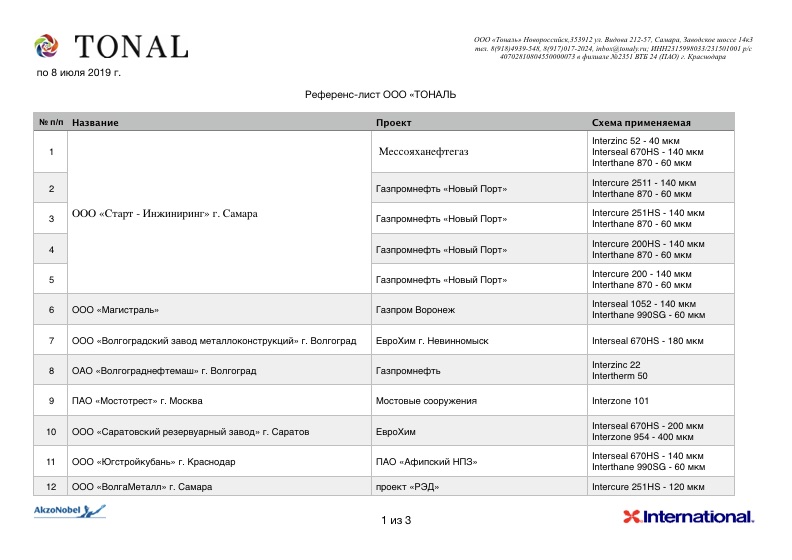 TONAL
ООО «Тональ» Новороссийск,353912 ул. Видова 212-57, Самара, Заводское шоссе 14к3
тел. 8(918)4939-548, 8(917)017-2024, inbox@tonaly.ru; ИНН2315998033/231501001 р/с
40702810804550000073 в филиале №2351 ВТБ 24 (ПАО) г. Краснодара
по 8 июля 2019 г.
Референс-лист ООО «ТОНАЛЬ
№ п/п Название Проект Схема применяемая
1 Мессояханефтегаз Interzinc 52 - 40 мкм
Interseal 670HS - 140 мкм
Interthane 870 - 60 мкм
2 Газпромнефть «Новый Порт» Intercure 2511 - 140 мкм
Interthane 870 - 60 мкм
ООО «Старт - Инжиниринг» г. Самара
3 Газпромнефть «Новый Порт» Intercure 251HS - 140 мкм
Interthane 870 - 60 мкм
4 Газпромнефть «Новый Порт» Intercure 200HS - 140 мкм
Interthane 870 - 60 мкм
5 Газпромнефть «Новый Порт» Intercure 200 - 140 мкм
Interthane 870 - 60 мкм
6 ООО «Магистраль» Газпром Воронеж Interseal 1052 - 140 мкм
Interthane 990SG - 60 мкм
7 ООО «Волгоградский завод металлоконструкций» г. Волгоград ЕвроХим г. Невинномыск Interseal 670HS - 180 мкм
8 ОАО «Волгограднефтемаш» г. Волгоград Газпромнефть Interzinc 22
Intertherm 50
9 ПАО «Мостотрест» г. Москва Мостовые сооружения Interzone 101
10 ООО «Саратовский резервуарный завод» г. Саратов ЕвроХим Interseal 670HS - 200 мкм
Interzone 954 - 400 мкм
11 ООО «Югстройкубань» г. Краснодар ПАО «Афипский НПЗ» Interseal 670HS - 140 мкм
Interthane 990SG - 60 мкм
12 ООО «ВолгаМеталл» г. Самара проект «РЭД» Intercure 251HS - 120 мкм
AkzoNobel
1 из 3
International.